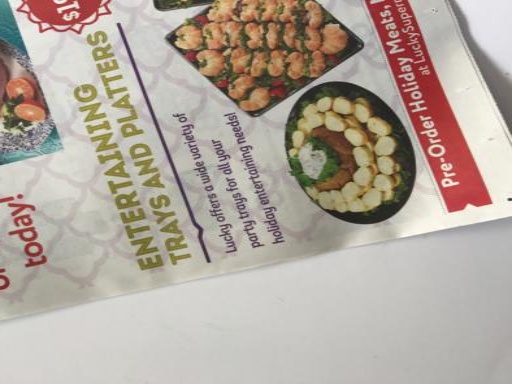 $10
today!
ENTERTAINING
TRAYS AND PLATTERS
Lucky offers a wide variety of
party trays for all your
holiday entertaining needs!
Pre-Order Holiday Meats,
at LuckySuper